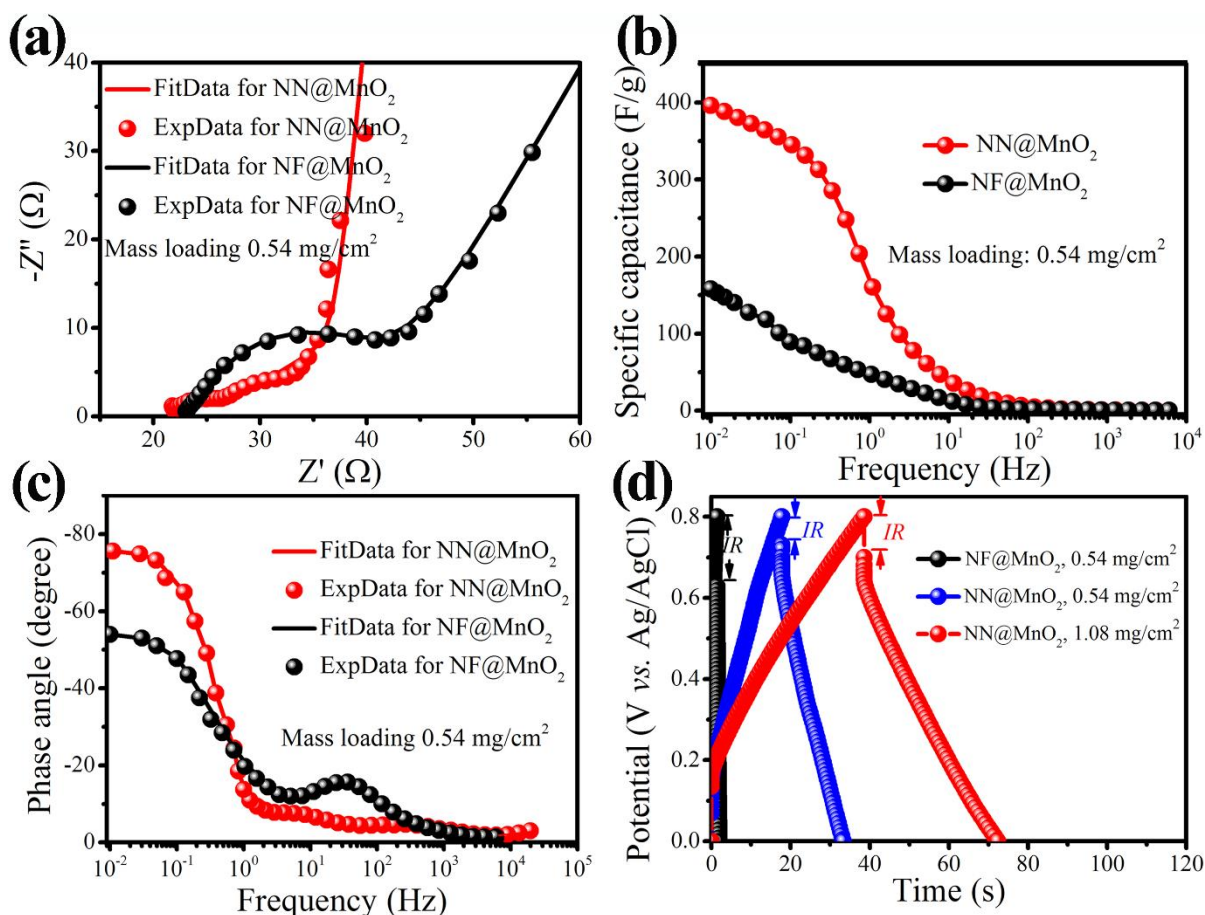 (a)
40
30
20
10
0
-Z″ (Ω)
FitData for NN@MnO₂
ExpData for NN@MnO₂
FitData for NF@MnO₂
ExpData for NF@MnO₂
Mass loading 0.54 mg/cm²
20 30 40 50 60
Z' (Ω)
(b)
400
300
200
100
0
Specific capacitance (F/g)
NN@MnO₂
NF@MnO₂
Mass loading: 0.54 mg/cm²
10⁻² 10⁻¹ 10⁰ 10¹ 10² 10³ 10⁴
Frequency (Hz)
(c)
-80
-60
-40
-20
0
Phase angle (degree)
FitData for NN@MnO₂
ExpData for NN@MnO₂
FitData for NF@MnO₂
ExpData for NF@MnO₂
Mass loading 0.54 mg/cm²
10⁻² 10⁻¹ 10⁰ 10¹ 10² 10³ 10⁴ 10⁵
Frequency (Hz)
(d)
0.8
0.6
0.4
0.2
0.0
Potential (V vs. Ag/AgCl)
IR
IR
IR
NF@MnO₂, 0.54 mg/cm²
NN@MnO₂, 0.54 mg/cm²
NN@MnO₂, 1.08 mg/cm²
0 20 40 60 80 100 120
Time (s)